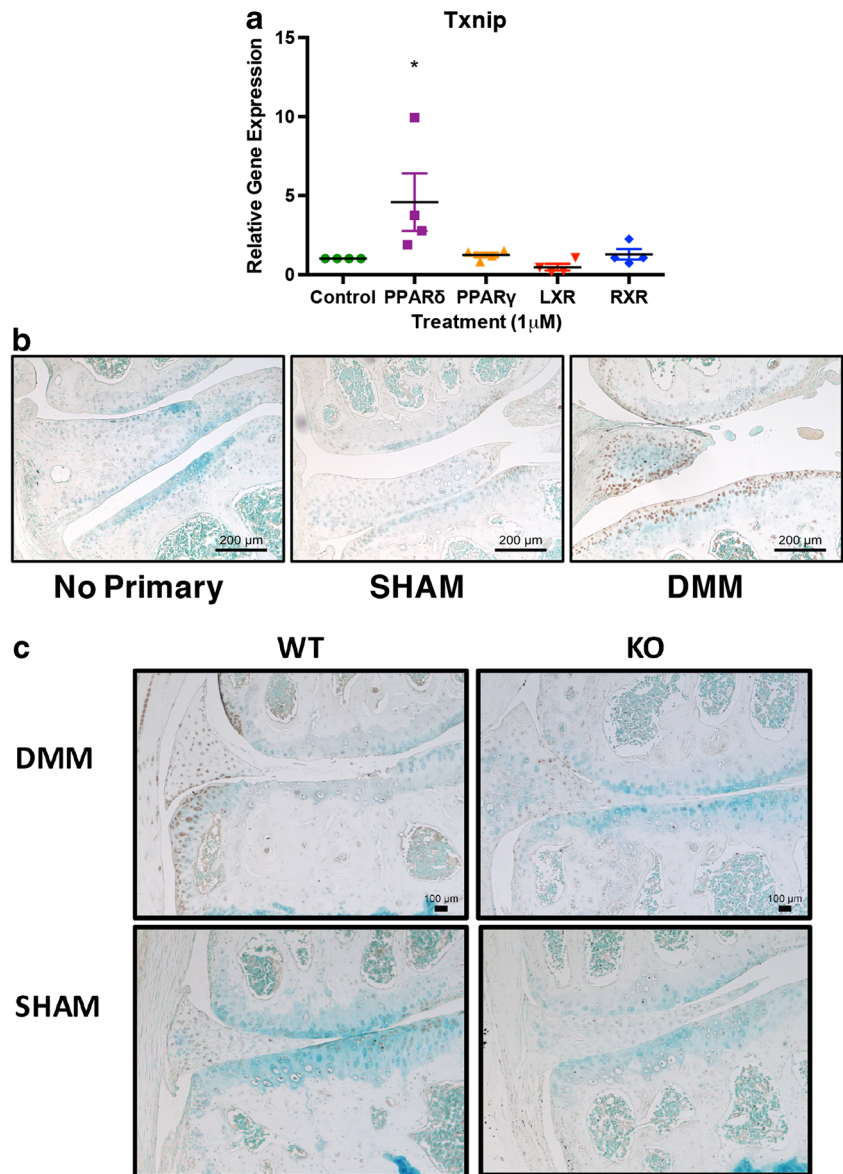 a
Txnip
15
10
5
0
*
Relative Gene Expression
Control PPARδ PPARγ LXR RXR
Treatment (1μM)
b
200 μm 200 μm 200 μm
No Primary SHAM DMM
c
WT KO
DMM
100 μm 100 μm
SHAM